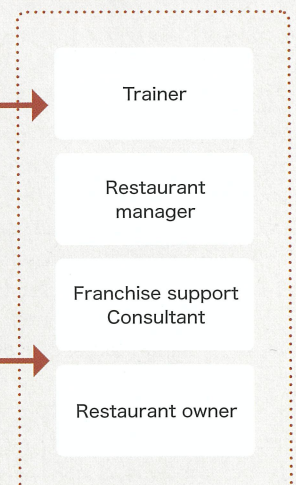 Trainer
Restaurant
manager
Franchise support
Consultant
Restaurant owner